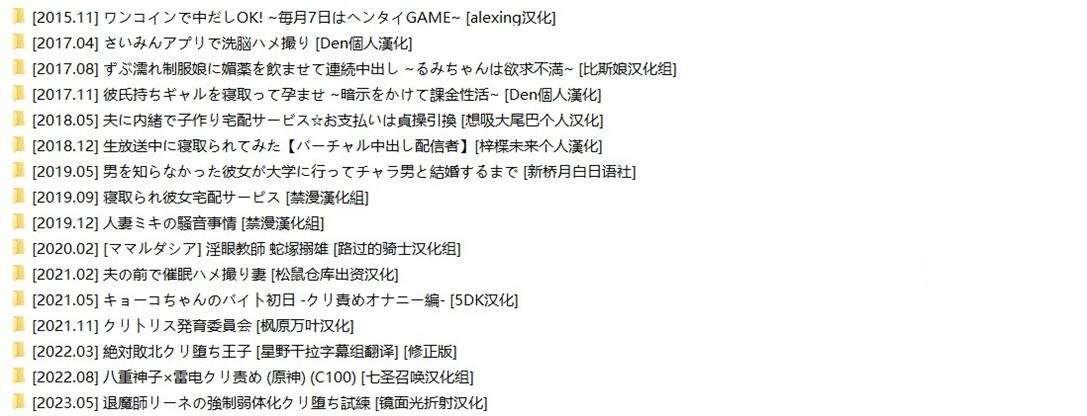 [2015.11] ワンコインで中だしOK! ~毎月7日はヘンタイGAME~ [alexing汉化]
[2017.04] さいみんアプリで洗脳ハメ撮り [Den個人漢化]
[2017.08] ずぶ濡れ制服娘に媚薬を飲ませて連続中出し ~るみちゃんは欲求不満~ [比斯娘汉化组]
[2017.11] 彼氏持ちギャルを寝取って孕ませ ~暗示をかけて課金性活~ [Den個人漢化]
[2018.05] 夫に内緒で子作り宅配サービス☆お支払いは貞操引換 [想吸大尾巴个人汉化]
[2018.12] 生放送中に寝取られてみた【バーチャル中出し配信者】[梓楪未来个人漢化]
[2019.05] 男を知らなかった彼女が大学に行ってチャラ男と結婚するまで [新桥月白日语社]
[2019.09] 寝取られ彼女宅配サービス [禁漫漢化組]
[2019.12] 人妻ミキの騒音事情 [禁漫漢化組]
[2020.02] [ママルダシア] 淫眼教師 蛇塚搦雄 [路过的骑士汉化组]
[2021.02] 夫の前で催眠ハメ撮り妻 [松鼠仓库出资汉化]
[2021.05] キョーコちゃんのバイト初日 -クリ責めオナニー編- [5DK汉化]
[2021.11] クリトリス発育委員会 [枫原万叶汉化]
[2022.03] 絶対敗北クリ堕ち王子 [星野干拉字幕组翻译] [修正版]
[2022.08] 八重神子×雷电クリ責め (原神) (C100) [七圣召唤汉化组]
[2023.05] 退魔師リーネの強制弱体化クリ堕ち試練 [镜面光折射汉化]